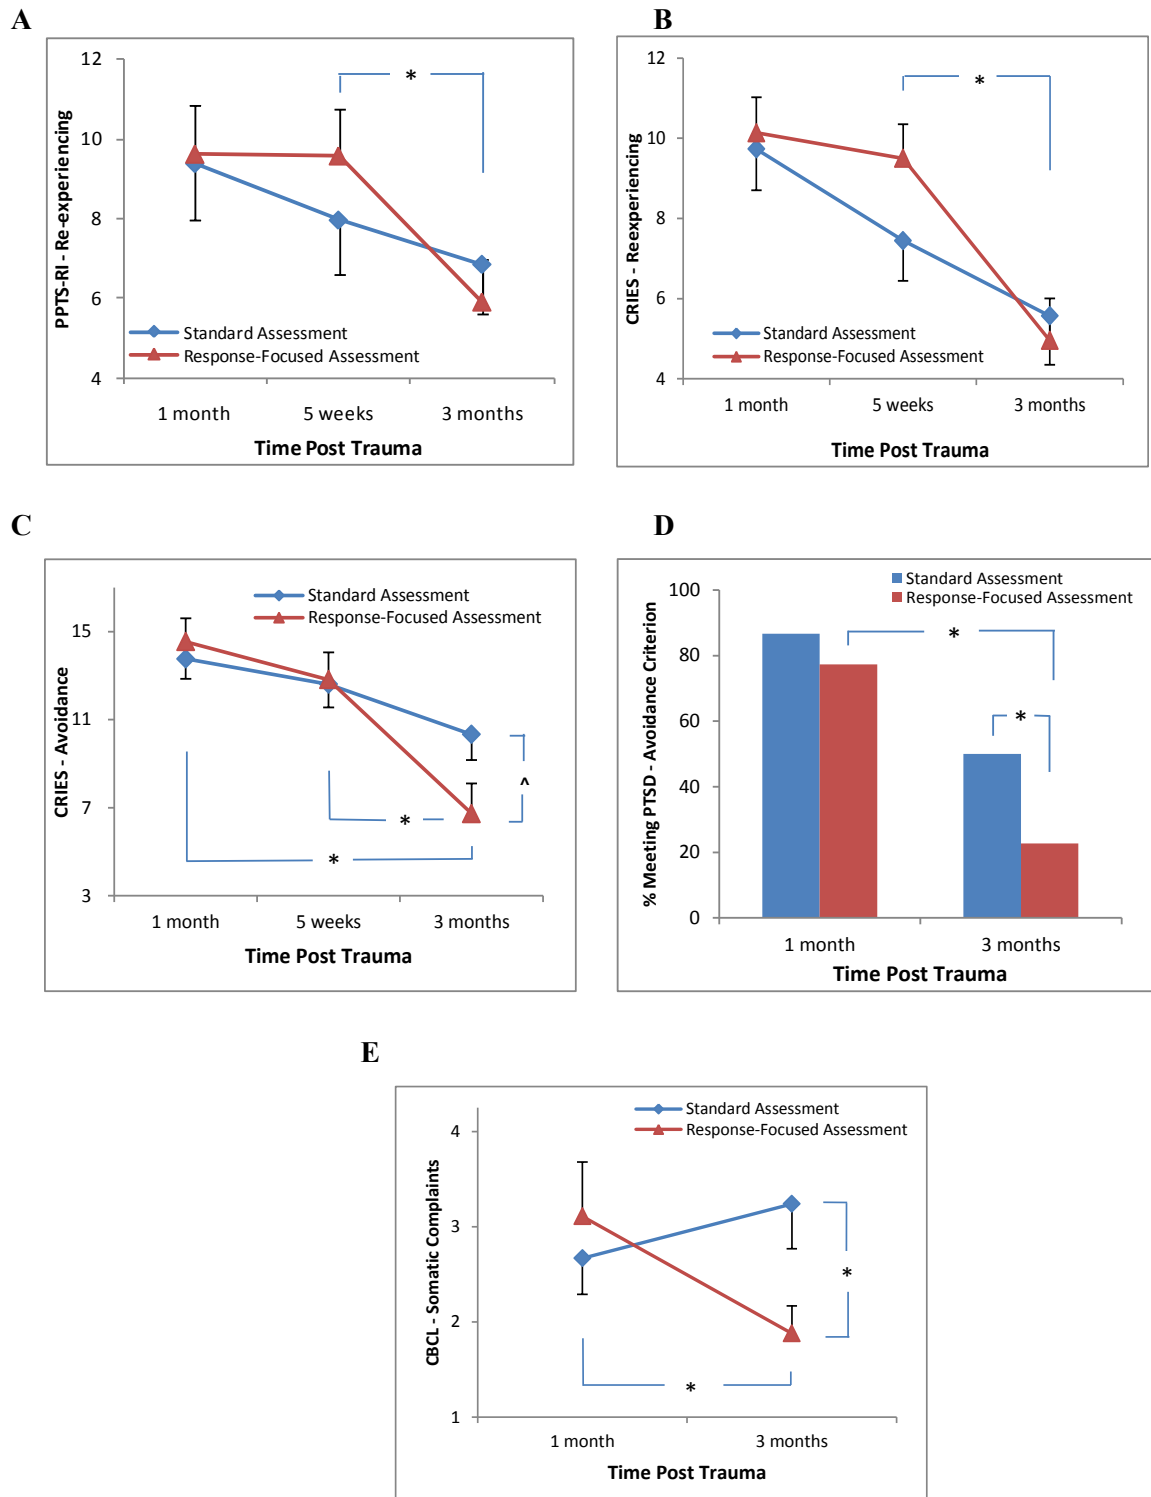 A
12
10
8
6
4
PPTS-RI - Re-experiencing
*
Standard Assessment
Response-Focused Assessment
1 month
5 weeks
3 months
Time Post Trauma
B
12
10
8
6
4
CRIES - Reexperiencing
*
Standard Assessment
Response-Focused Assessment
1 month
5 weeks
3 months
Time Post Trauma
C
15
11
7
3
CRIES - Avoidance
Standard Assessment
Response-Focused Assessment
^
*
*
1 month
5 weeks
3 months
Time Post Trauma
D
100
80
60
40
20
0
% Meeting PTSD - Avoidance Criterion
Standard Assessment
Response-Focused Assessment
*
*
1 month
3 months
Time Post Trauma
E
4
3
2
1
CBCL - Somatic Complaints
Standard Assessment
Response-Focused Assessment
*
*
1 month
3 months
Time Post Trauma